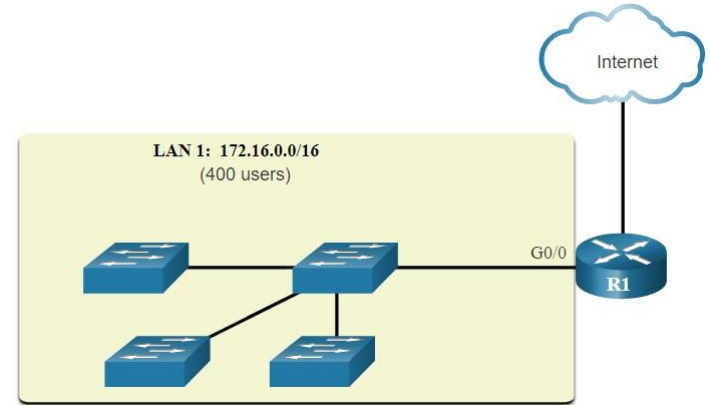 Internet
LAN 1: 172.16.0.0/16
(400 users)
G0/0
R1